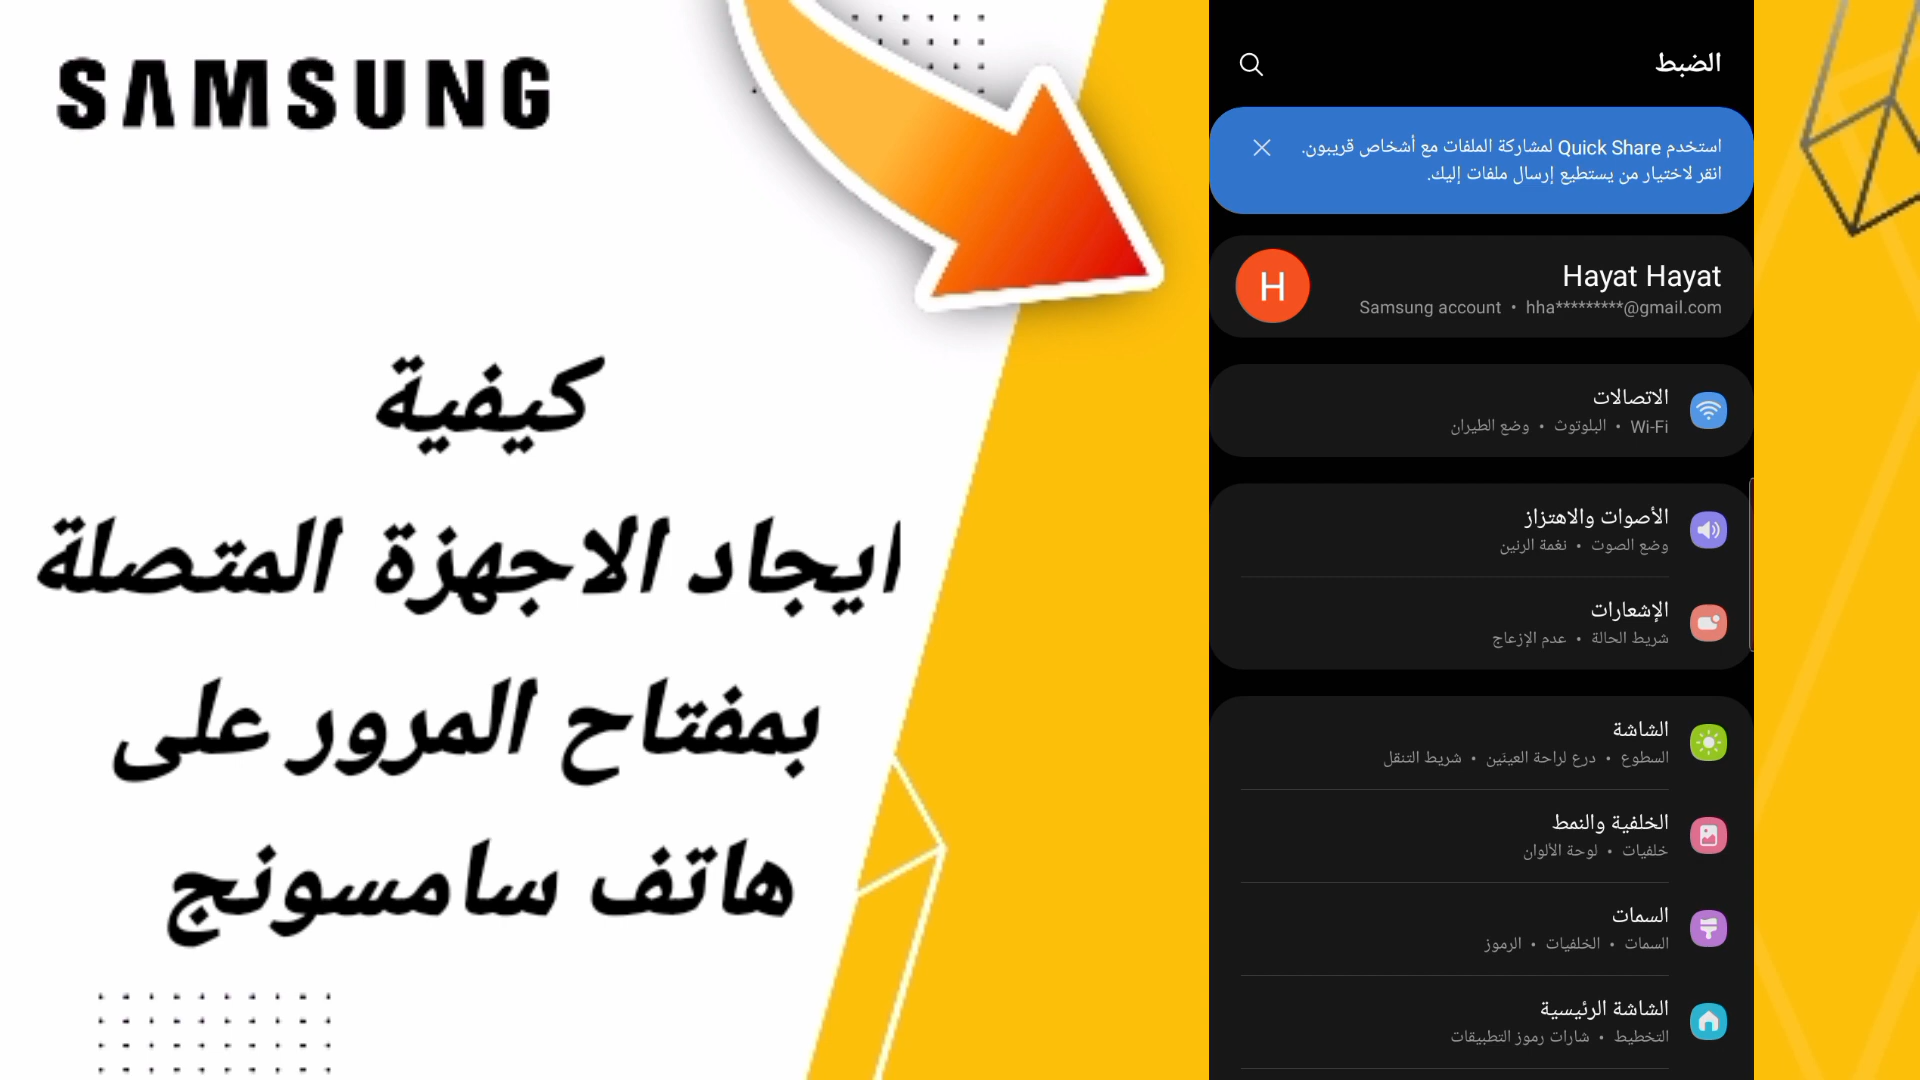 SAMSUNG
كيفية
ايجاد الاجهزة المتصلة
بمفتاح المرور على
هاتف سامسونج
الضبط
استخدم Quick Share لمشاركة الملفات مع أشخاص قريبون.
انقر لاختيار من يستطيع إرسال ملفات إليك.
H
Hayat Hayat
Samsung account • hha*********@gmail.com
الاتصالات
Wi-Fi • البلوتوث • وضع الطيران
الأصوات والاهتزاز
وضع الصوت • نغمة الرنين
الإشعارات
شريط الحالة • عدم الإزعاج
الشاشة
السطوع • درع لراحة العينَين • شريط التنقل
الخلفية والنمط
خلفيات • لوحة الألوان
السمات
السمات • الخلفيات • الرموز
الشاشة الرئيسية
التخطيط • شارات رموز التطبيقات